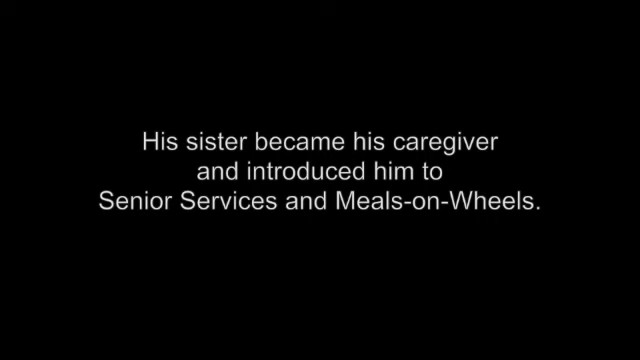 His sister became his caregiver
and introduced him to
Senior Services and Meals-on-Wheels.